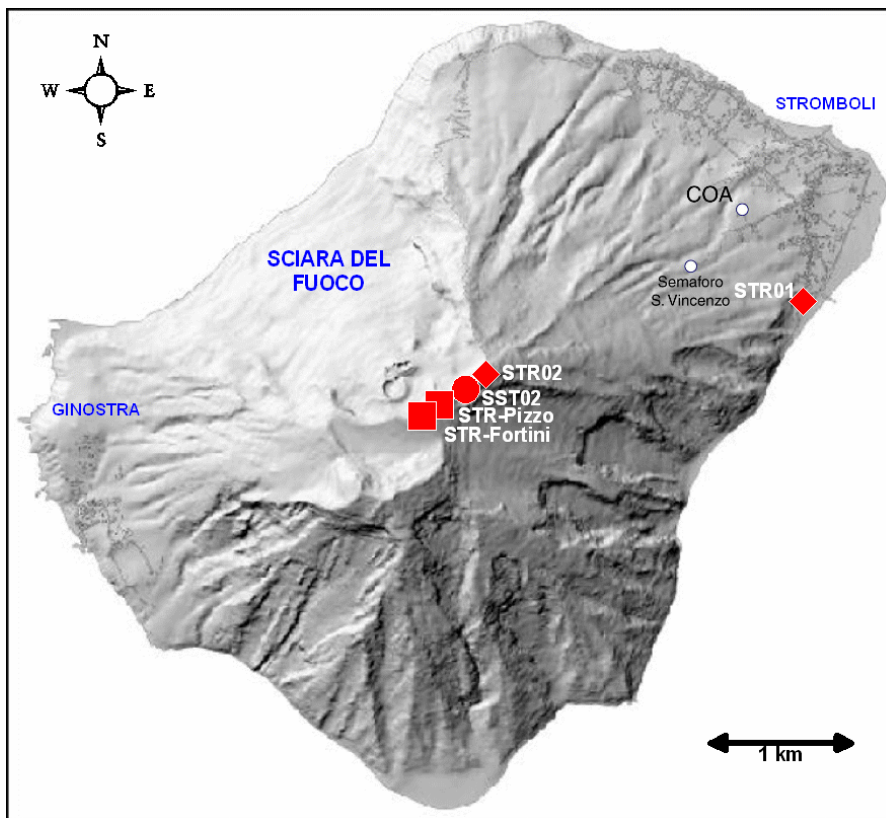 N
W E
S
STROMBOLI
COA
SCIARA DEL
FUOCO
Semaforo
S. Vincenzo
STR01
STR02
SST02
GINOSTRA
STR-Pizzo
STR-Fortini
1 km